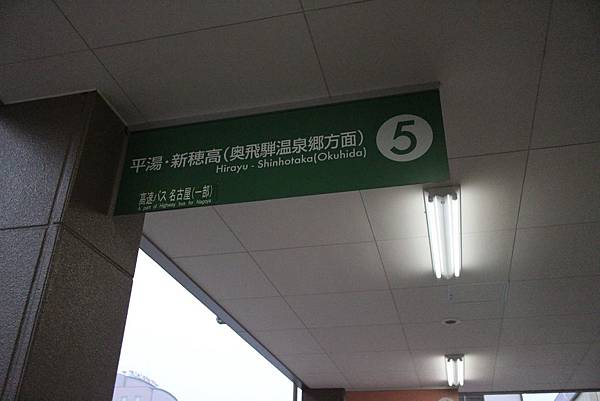 平湯・新穂高(奥飛騨温泉郷方面)
Hirayu - Shinhotaka(Okuhida)
5
高速バス 名古屋(一部)
A part of Highway bus for Nagoya